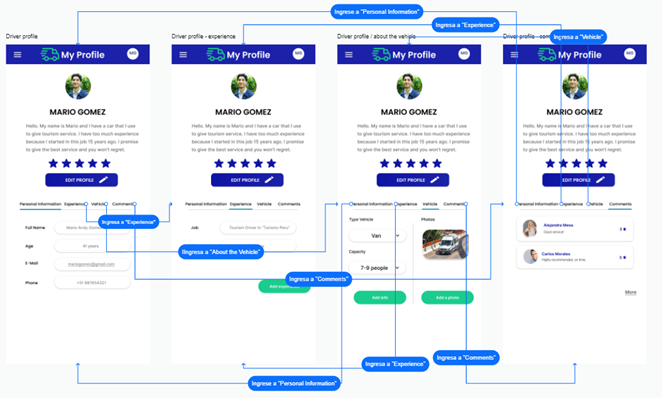 Ingrese a "Personal Information"
Ingrese a "Experience"
Ingrese a "Vehicle"
Driver profile
Driver profile - experience
Driver profile / about the vehicle
Driver profile - com
My Profile
MG
My Profile
MG
My Profile
MG
My Profile
MG
MARIO GOMEZ
Hello. My name is Mario and I have a car that I use
to give tourism service. I have too much experience
because I started in this job 15 years ago. I promise
to give the best service and you won't regret.
EDIT PROFILE
Personal Information Experience Vehicle Comments
Full Name
Mario Andy Gome
Age
41 years
E-Mail
mariogomez@gmail.com
Phone
+51 987654321
MARIO GOMEZ
Hello. My name is Mario and I have a car that I use
to give tourism service. I have too much experience
because I started in this job 15 years ago. I promise
to give the best service and you won't regret.
EDIT PROFILE
Personal Information Experience Vehicle Comments
Job
Tourism Driver in "Turismo Peru"
Add experience
MARIO GOMEZ
Hello. My name is Mario and I have a car that I use
to give tourism service. I have too much experience
because I started in this job 15 years ago. I promise
to give the best service and you won't regret.
EDIT PROFILE
Personal Information Experience Vehicle Comments
Type Vehicle
Van
Capacity
7-9 people
Add info
Photos
Add a photo
MARIO GOMEZ
Hello. My name is Mario and I have a car that I use
to give tourism service. I have too much experience
because I started in this job 15 years ago. I promise
to give the best service and you won't regret.
EDIT PROFILE
Personal Information Experience Vehicle Comments
Alejandra Mesa
Good service!
3
Carlos Morales
Highly recommended, on time.
5
More
Ingresa a "Experience"
IIngresa a "About the Vehicle"
Ingresa a "Comments"
Ingrese a "Comments"
Ingrese a "Experience"
Ingrese a "Personal Information"